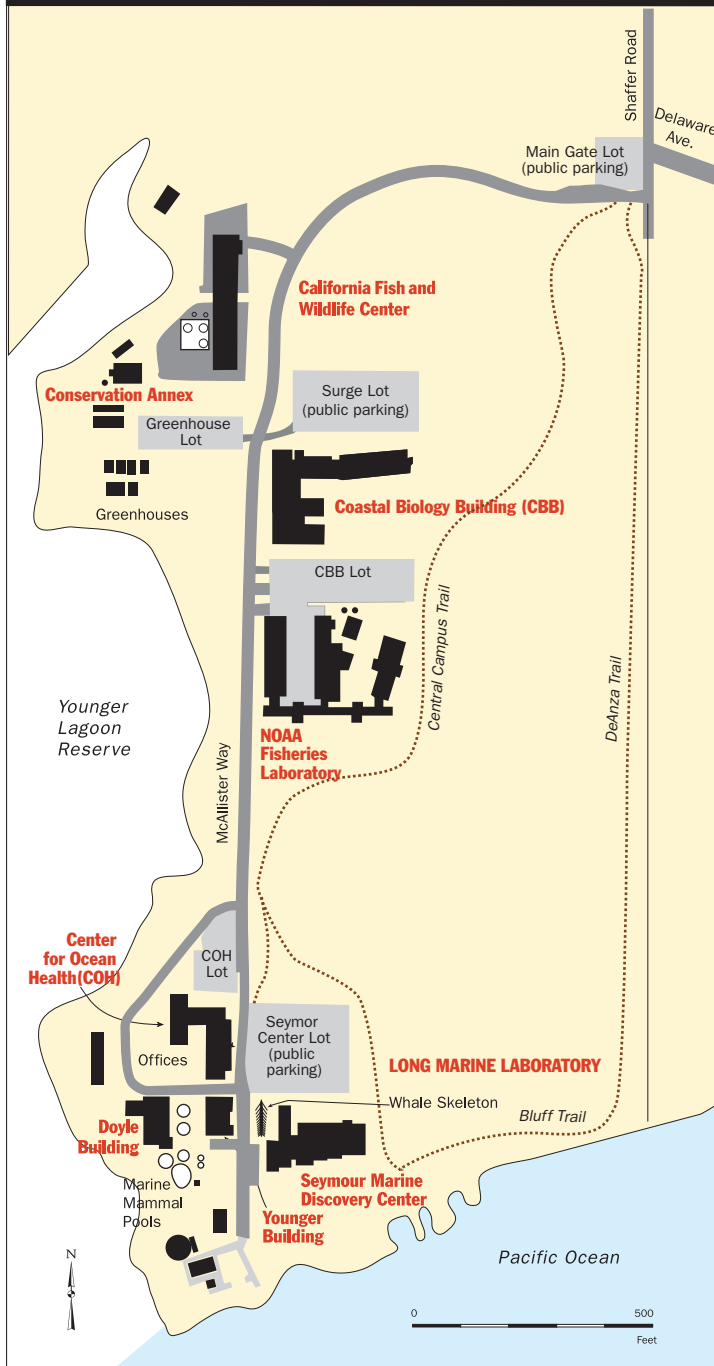 Shaffer Road
Delaware
Ave.
Main Gate Lot
(public parking)
California Fish and
Wildlife Center
Conservation Annex
Surge Lot
(public parking)
Greenhouse
Lot
Greenhouses
Coastal Biology Building (CBB)
CBB Lot
Central Campus Trail
DeAnza Trail
Younger
Lagoon
Reserve
McAllister Way
NOAA
Fisheries
Laboratory
Center
for Ocean
Health(COH)
COH
Lot
Offices
Seymor
Center Lot
(public
parking)
LONG MARINE LABORATORY
Whale Skeleton
Bluff Trail
Doyle
Building
Marine
Mammal
Pools
Seymour Marine
Discovery Center
Younger
Building
N
Pacific Ocean
0 500
Feet